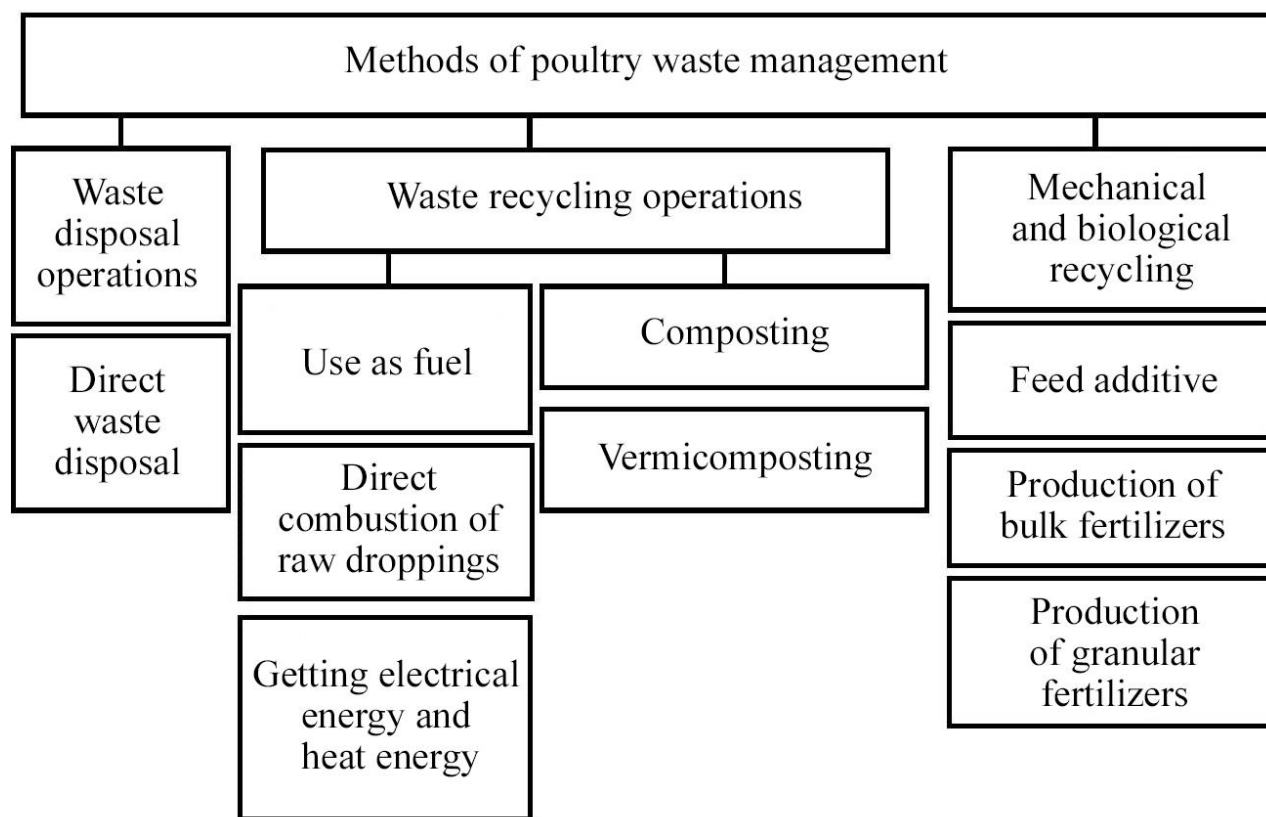 Methods of poultry waste management
Waste
disposal
operations
Direct
waste
disposal
Waste recycling operations
Use as fuel
Direct
combustion of
raw droppings
Getting electrical
energy and
heat energy
Composting
Vermicomposting
Mechanical
and biological
recycling
Feed additive
Production of
bulk fertilizers
Production
of granular
fertilizers